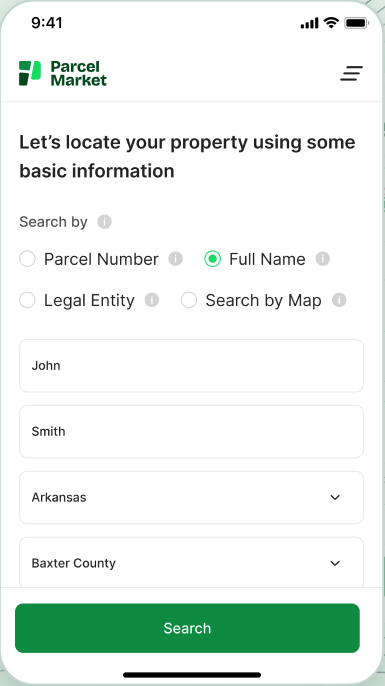 9:41
Parcel
Market
Let’s locate your property using some
basic information
Search by
Parcel Number
Full Name
Legal Entity
Search by Map
John
Smith
Arkansas
Baxter County
Search